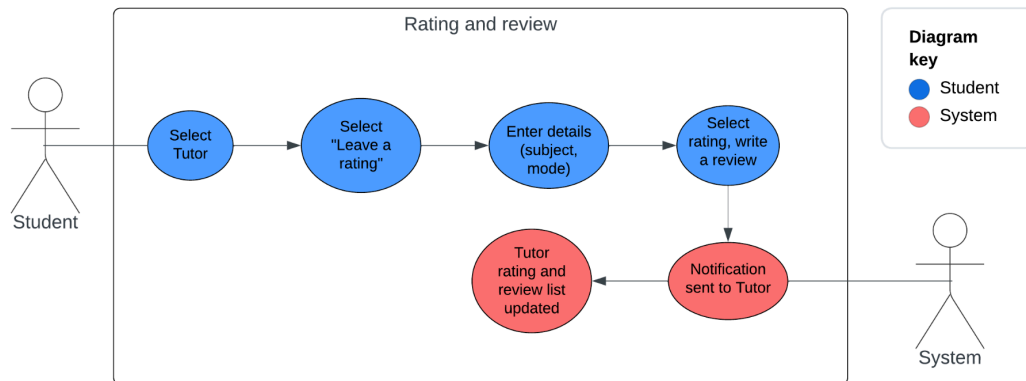 Rating and review
Diagram
key
Student
System
Select
Tutor
Select
"Leave a
rating"
Enter details
(subject,
mode)
Select
rating, write
a review
Student
Tutor
rating and
review list
updated
Notification
sent to Tutor
System